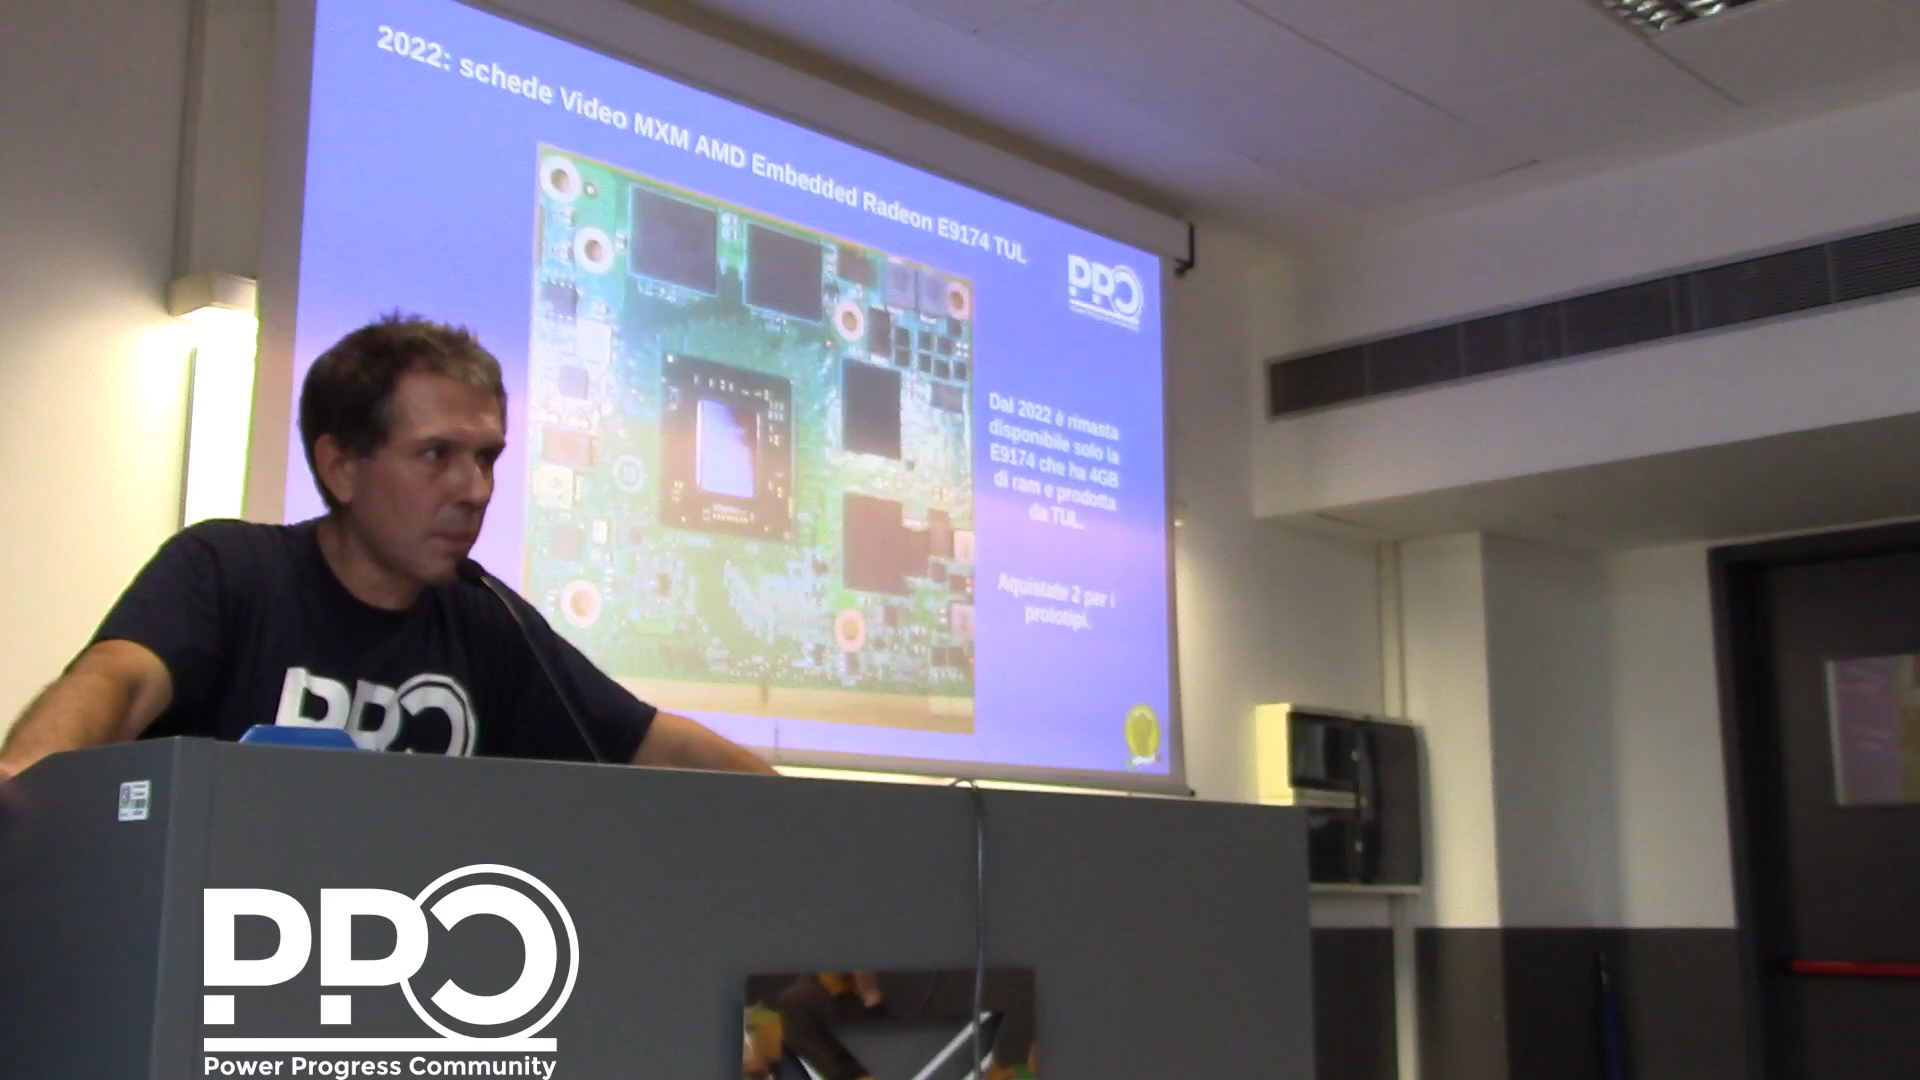 2022: schede Video MXM AMD Embedded Radeon E9174 TUL
PPC
Dal 2022 è rimasta
disponibile solo la
E9174 che ha 4GB
di ram e prodotta
da TUL.
Aquistate 2 per i
prototipi.
PPC
PPC
Power Progress Community